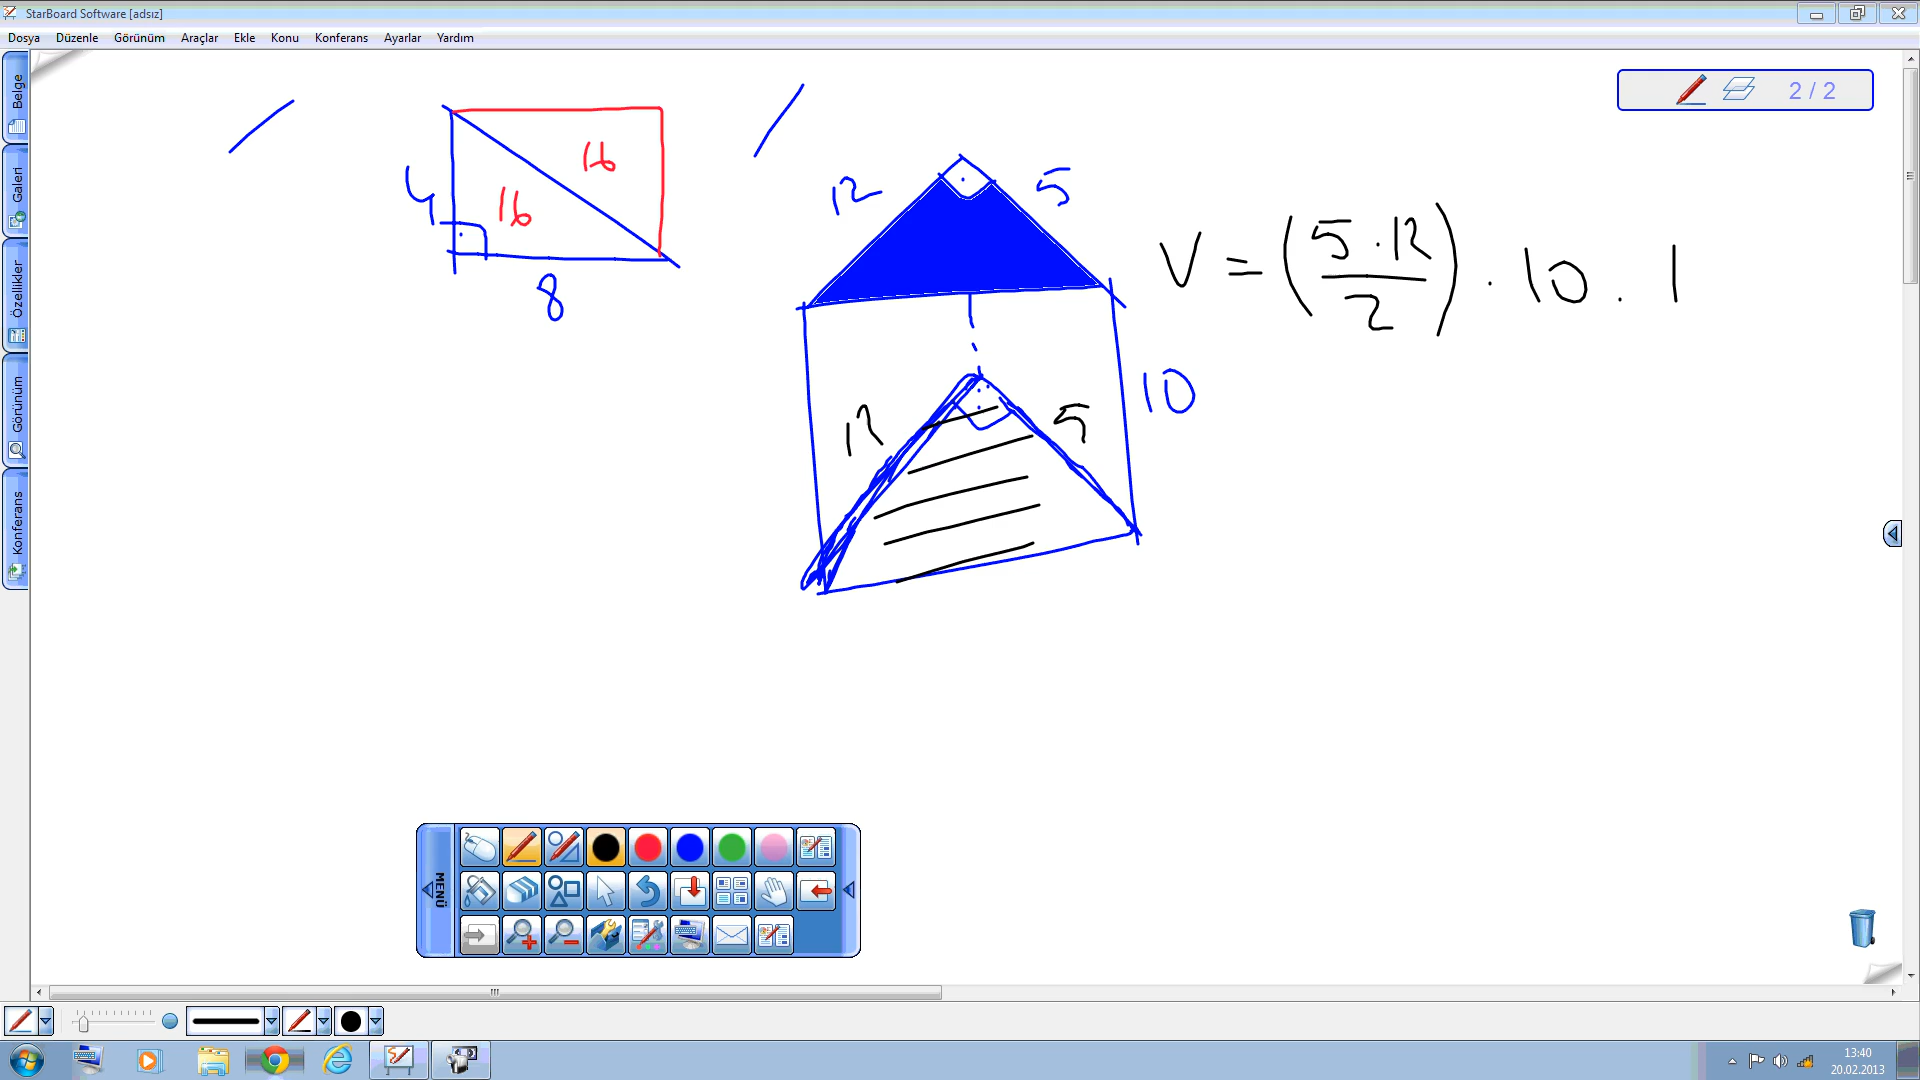 StarBoard Software [adsız]
Dosya Düzenle Görünüm Araçlar Ekle Konu Konferans Ayarlar Yardım
Belge
Galeri
Özellikler
Görünüm
Konferans
2 / 2
4
16
16
8
12
5
12
5
10
V = (5 · 12 / 2) · 10 . 1
MENÜ
13:40
20.02.2013